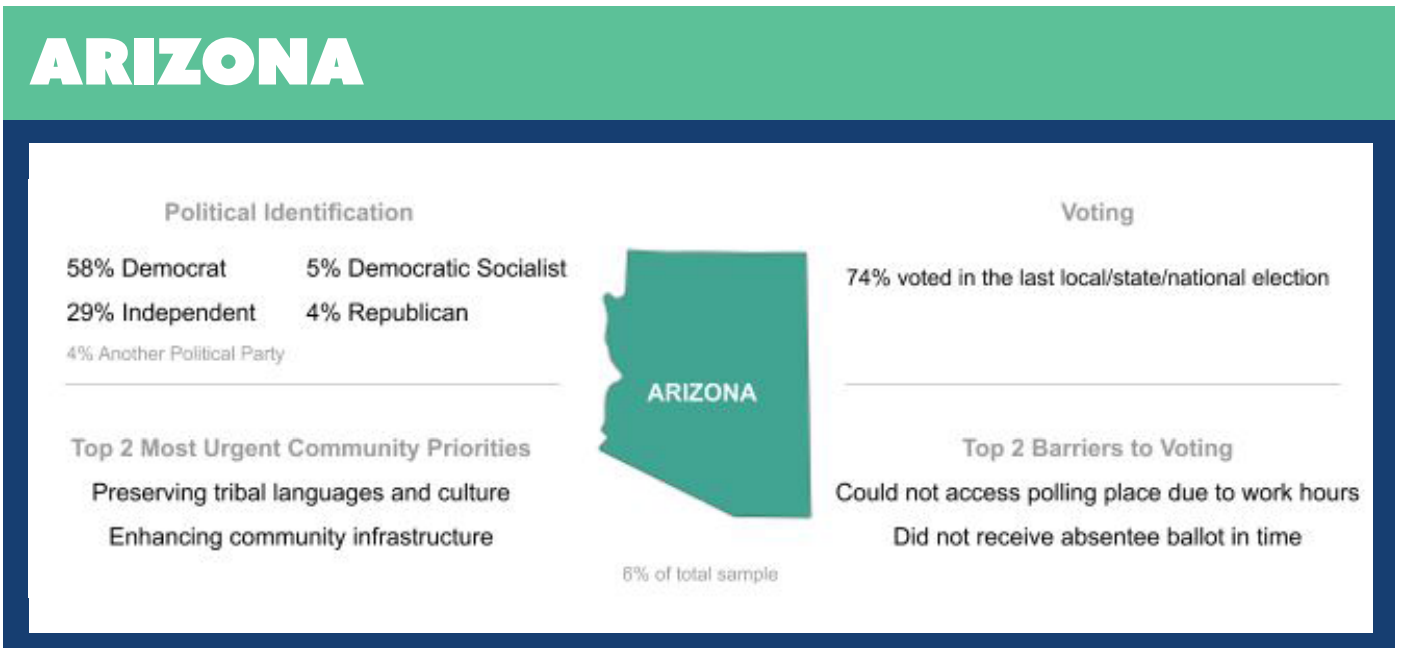 ARIZONA
Political Identification
58% Democrat
5% Democratic Socialist
29% Independent
4% Republican
4% Another Political Party
Top 2 Most Urgent Community Priorities
Preserving tribal languages and culture
Enhancing community infrastructure
ARIZONA
6% of total sample
Voting
74% voted in the last local/state/national election
Top 2 Barriers to Voting
Could not access polling place due to work hours
Did not receive absentee ballot in time